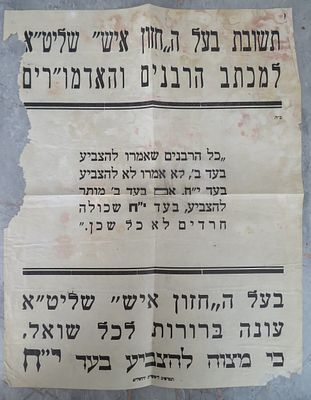 תשובת בעל ה„חזון איש" שליט"א
למכתב הרבנים והאדמו"רים
ב"ה
„כל הרבנים שאמרו להצביע
בעד ב', לא אמרו לא להצביע
בעד י"ח. אם בעד ב' מותר
להצביע, בעד י"ח שכולה
חרדים לא כל שכן."
בעל ה„חזון איש" שליט"א
עונה ברורות לכל שואל,
כי מצוה להצביע בעד י"ח